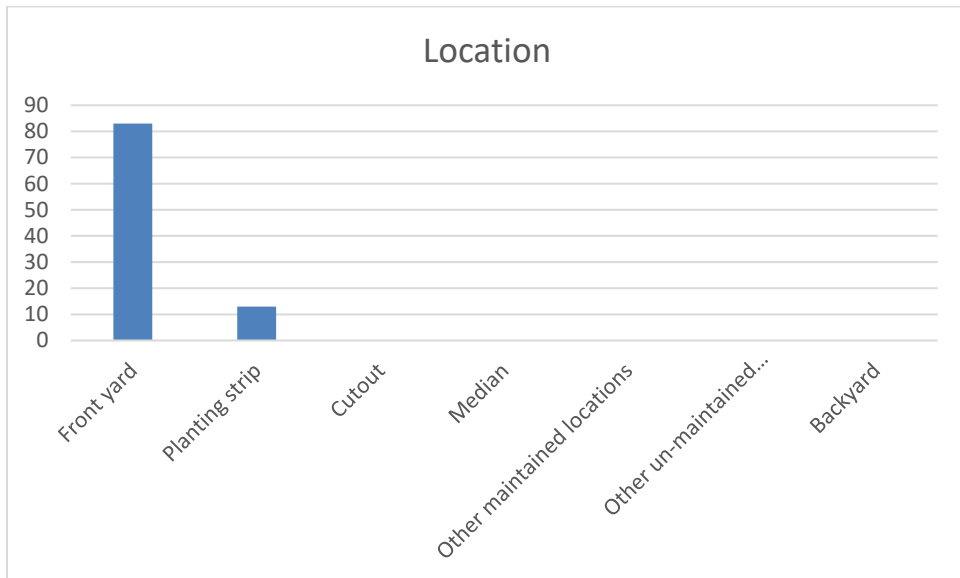 Location
90
80
70
60
50
40
30
20
10
0
Front yard
Planting strip
Cutout
Median
Other maintained locations
Other un-maintained...
Backyard